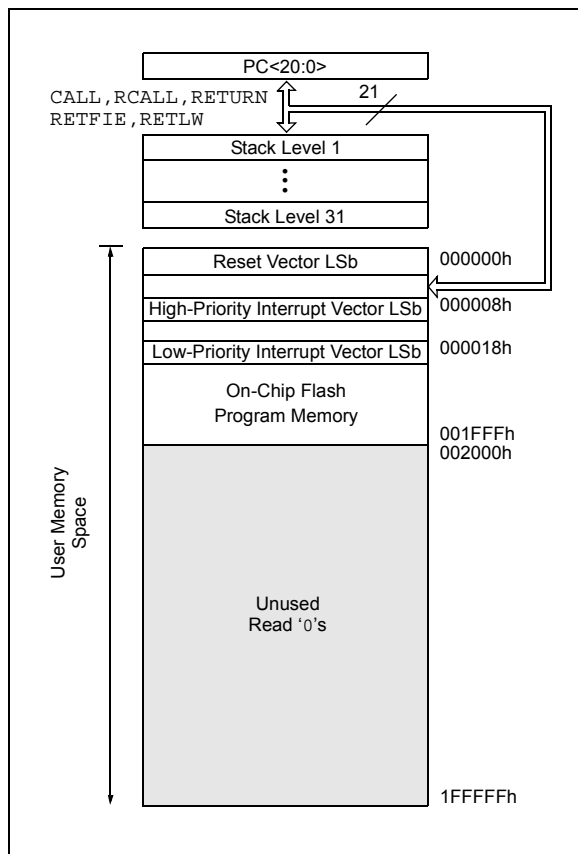 PC<20:0>
CALL,RCALL,RETURN
RETFIE,RETLW
21
Stack Level 1
Stack Level 31
Reset Vector LSb
000000h
High-Priority Interrupt Vector LSb
000008h
Low-Priority Interrupt Vector LSb
000018h
On-Chip Flash
Program Memory
001FFFh
002000h
User Memory
Space
Unused
Read ‘0’s
1FFFFFh